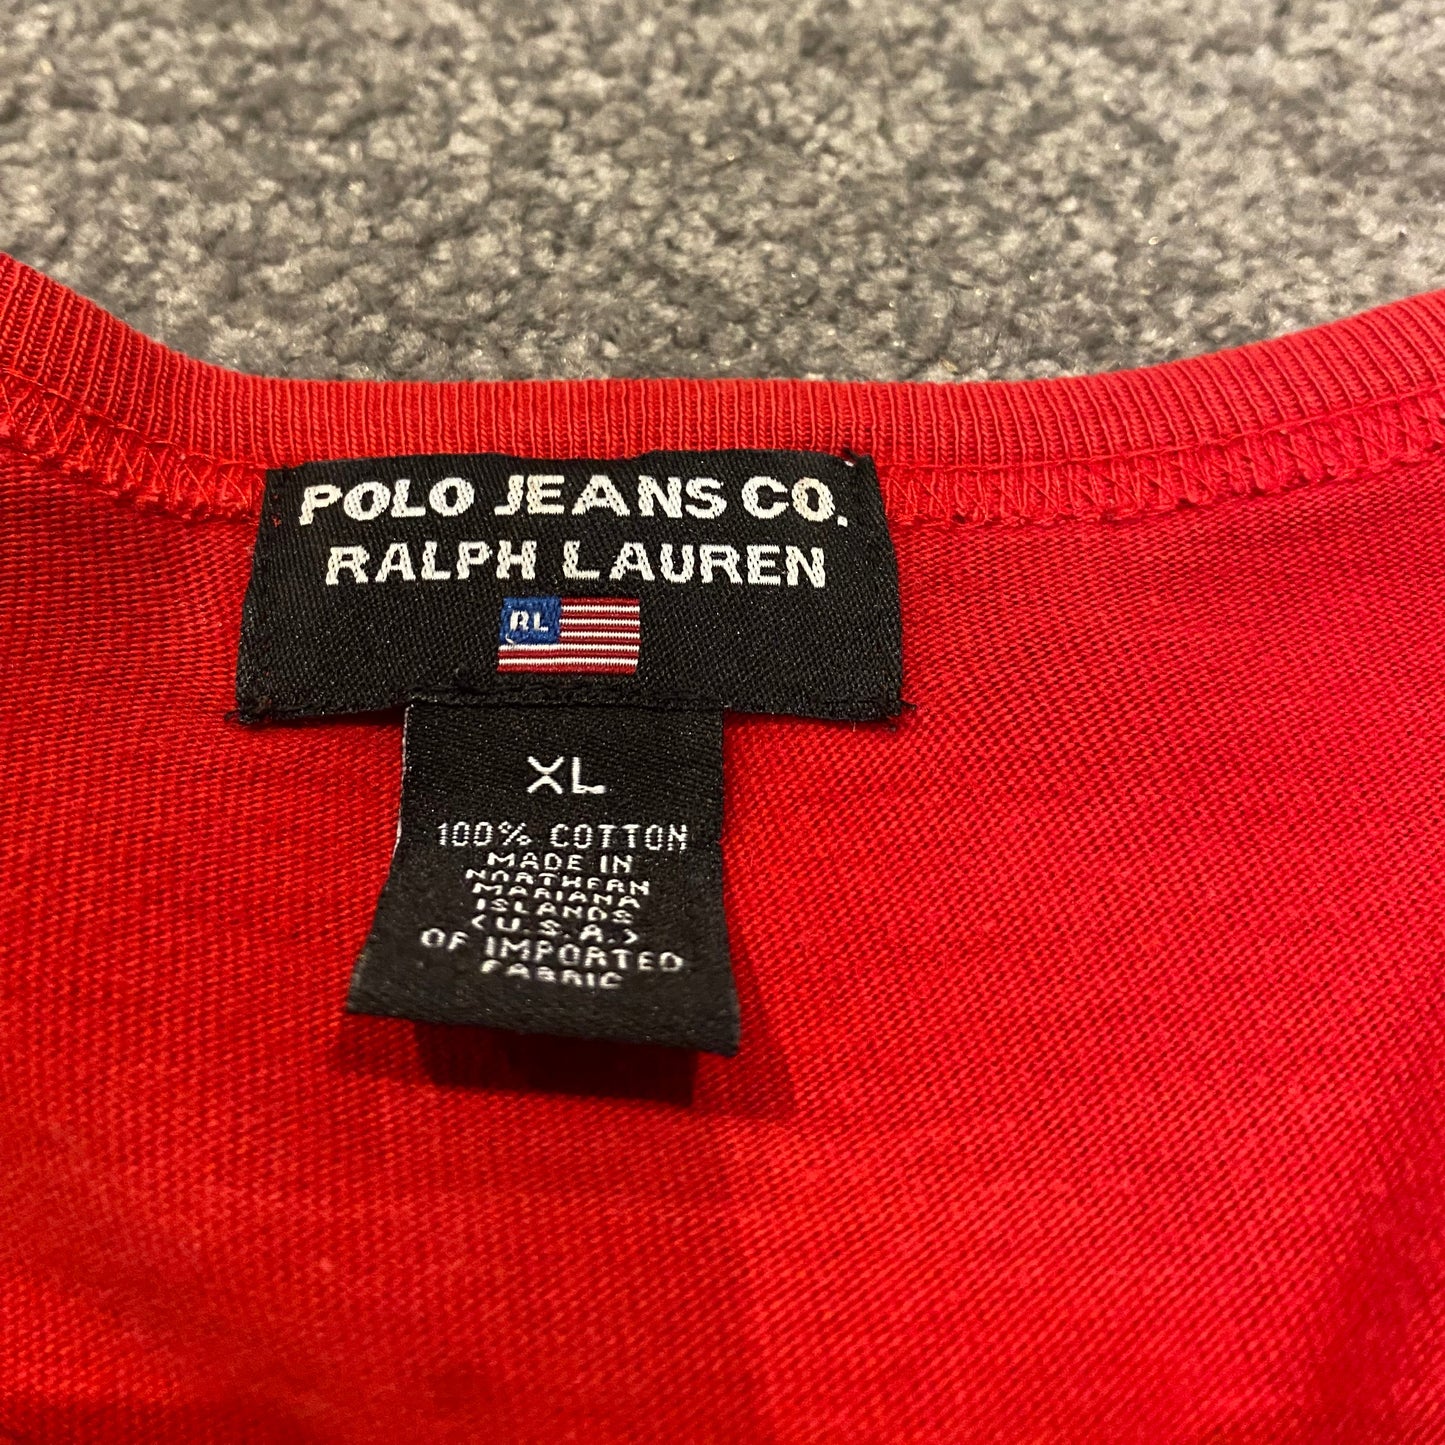 POLO JEANS CO.
RALPH LAUREN
RL
XL
100% COTTON
MADE IN
NORTHERN
MARIANA
ISLANDS
(U.S.A.)
OF IMPORTED
FABRIC